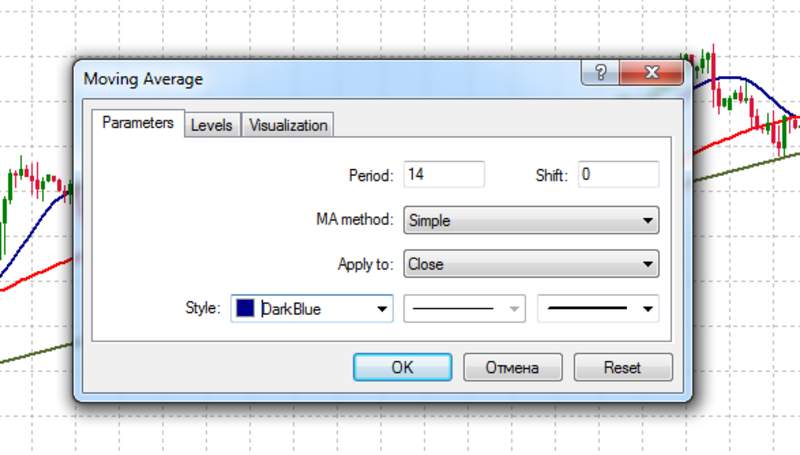 Moving Average
Parameters Levels Visualization
Period: 14 Shift: 0
MA method: Simple
Apply to: Close
Style: DarkBlue
OK Отмена Reset